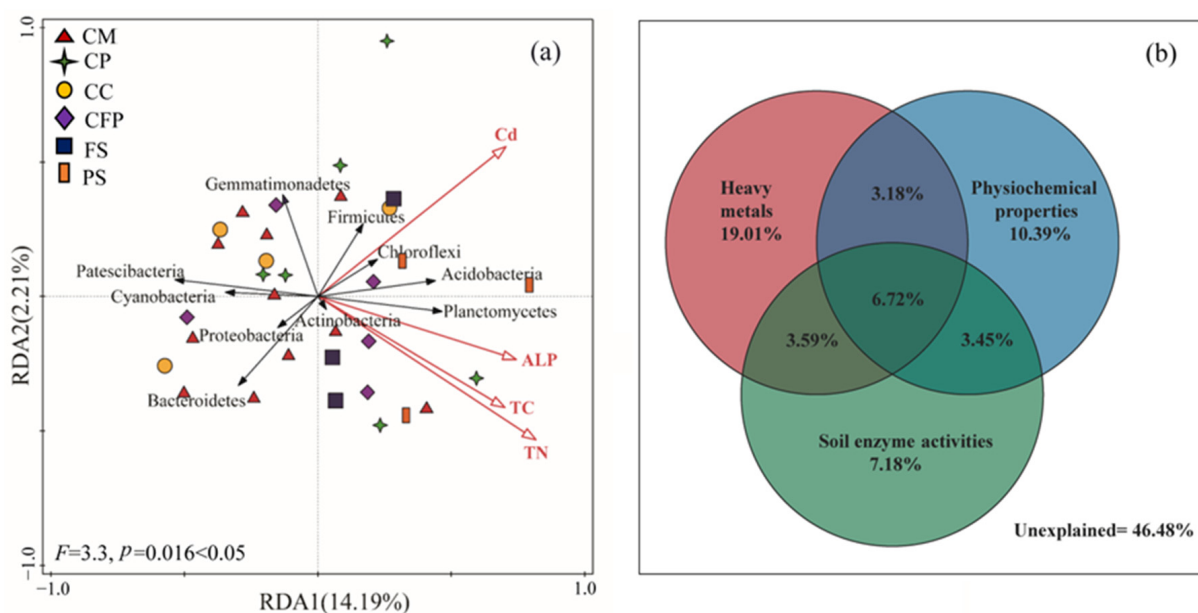 1.0
CM
CP
CC
CFP
FS
PS
(a)
Cd
Gemmatimonadetes
Firmicutes
Chloroflexi
Patescibacteria
Acidobacteria
Cyanobacteria
Planctomycetes
Actinobacteria
Proteobacteria
ALP
Bacteroidetes
TC
TN
RDA2(2.21%)
F=3.3, p=0.016<0.05
-1.0
-1.0
RDA1(14.19%)
1.0
(b)
Heavy
metals
19.01%
3.18%
Physiochemical
properties
10.39%
6.72%
3.59%
3.45%
Soil enzyme activities
7.18%
Unexplained= 46.48%